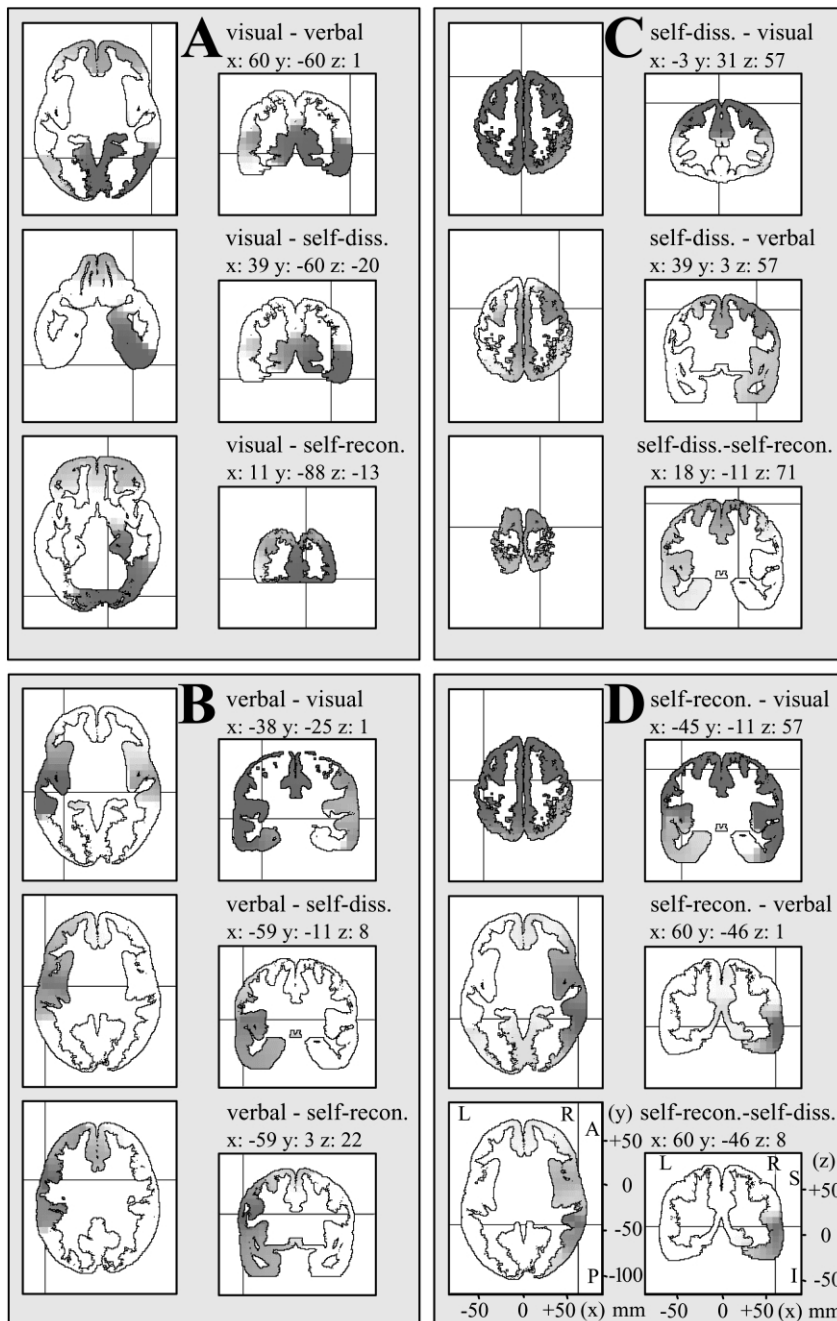 A
visual - verbal
x: 60 y: -60 z: 1
visual - self-diss.
x: 39 y: -60 z: -20
visual - self-recon.
x: 11 y: -88 z: -13
C
self-diss. - visual
x: -3 y: 31 z: 57
self-diss. - verbal
x: 39 y: 3 z: 57
self-diss.-self-recon.
x: 18 y: -11 z: 71
B
verbal - visual
x: -38 y: -25 z: 1
verbal - self-diss.
x: -59 y: -11 z: 8
verbal - self-recon.
x: -59 y: 3 z: 22
D
self-recon. - visual
x: -45 y: -11 z: 57
self-recon. - verbal
x: 60 y: -46 z: 1
self-recon.-self-diss.
x: 60 y: -46 z: 8
L R (y)
A
+50
0
-50
P -100
-50 0 +50 (x) mm
L R (z)
S +50
0
I -50
-50 0 +50 (x) mm